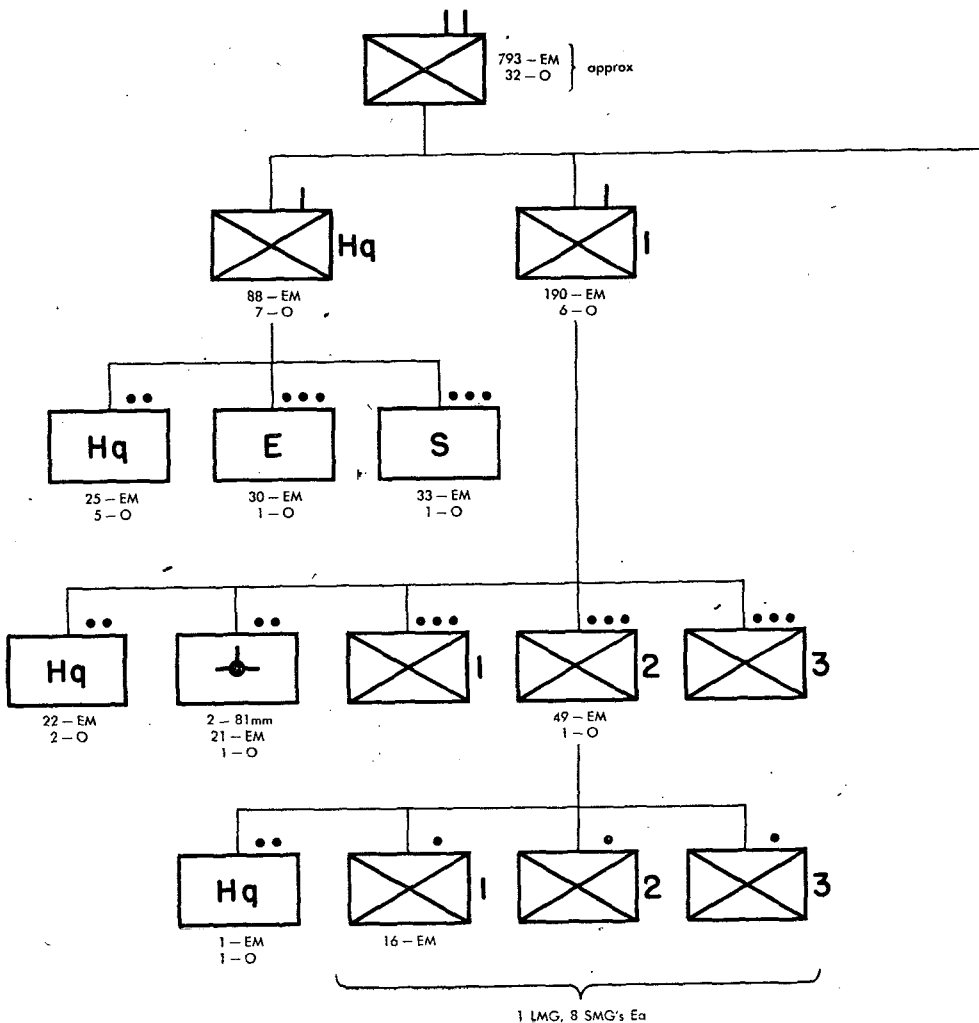 793 – EM
32 – O
approx
Hq
1
88 – EM
7 – O
190 – EM
6 – O
Hq
E
S
25 – EM
5 – O
30 – EM
1 – O
33 – EM
1 – O
Hq
1
2
3
22 – EM
2 – O
2 – 81mm
21 – EM
1 – O
49 – EM
1 – O
Hq
1
2
3
1 – EM
1 – O
16 – EM
1 LMG, 8 SMG's Ea